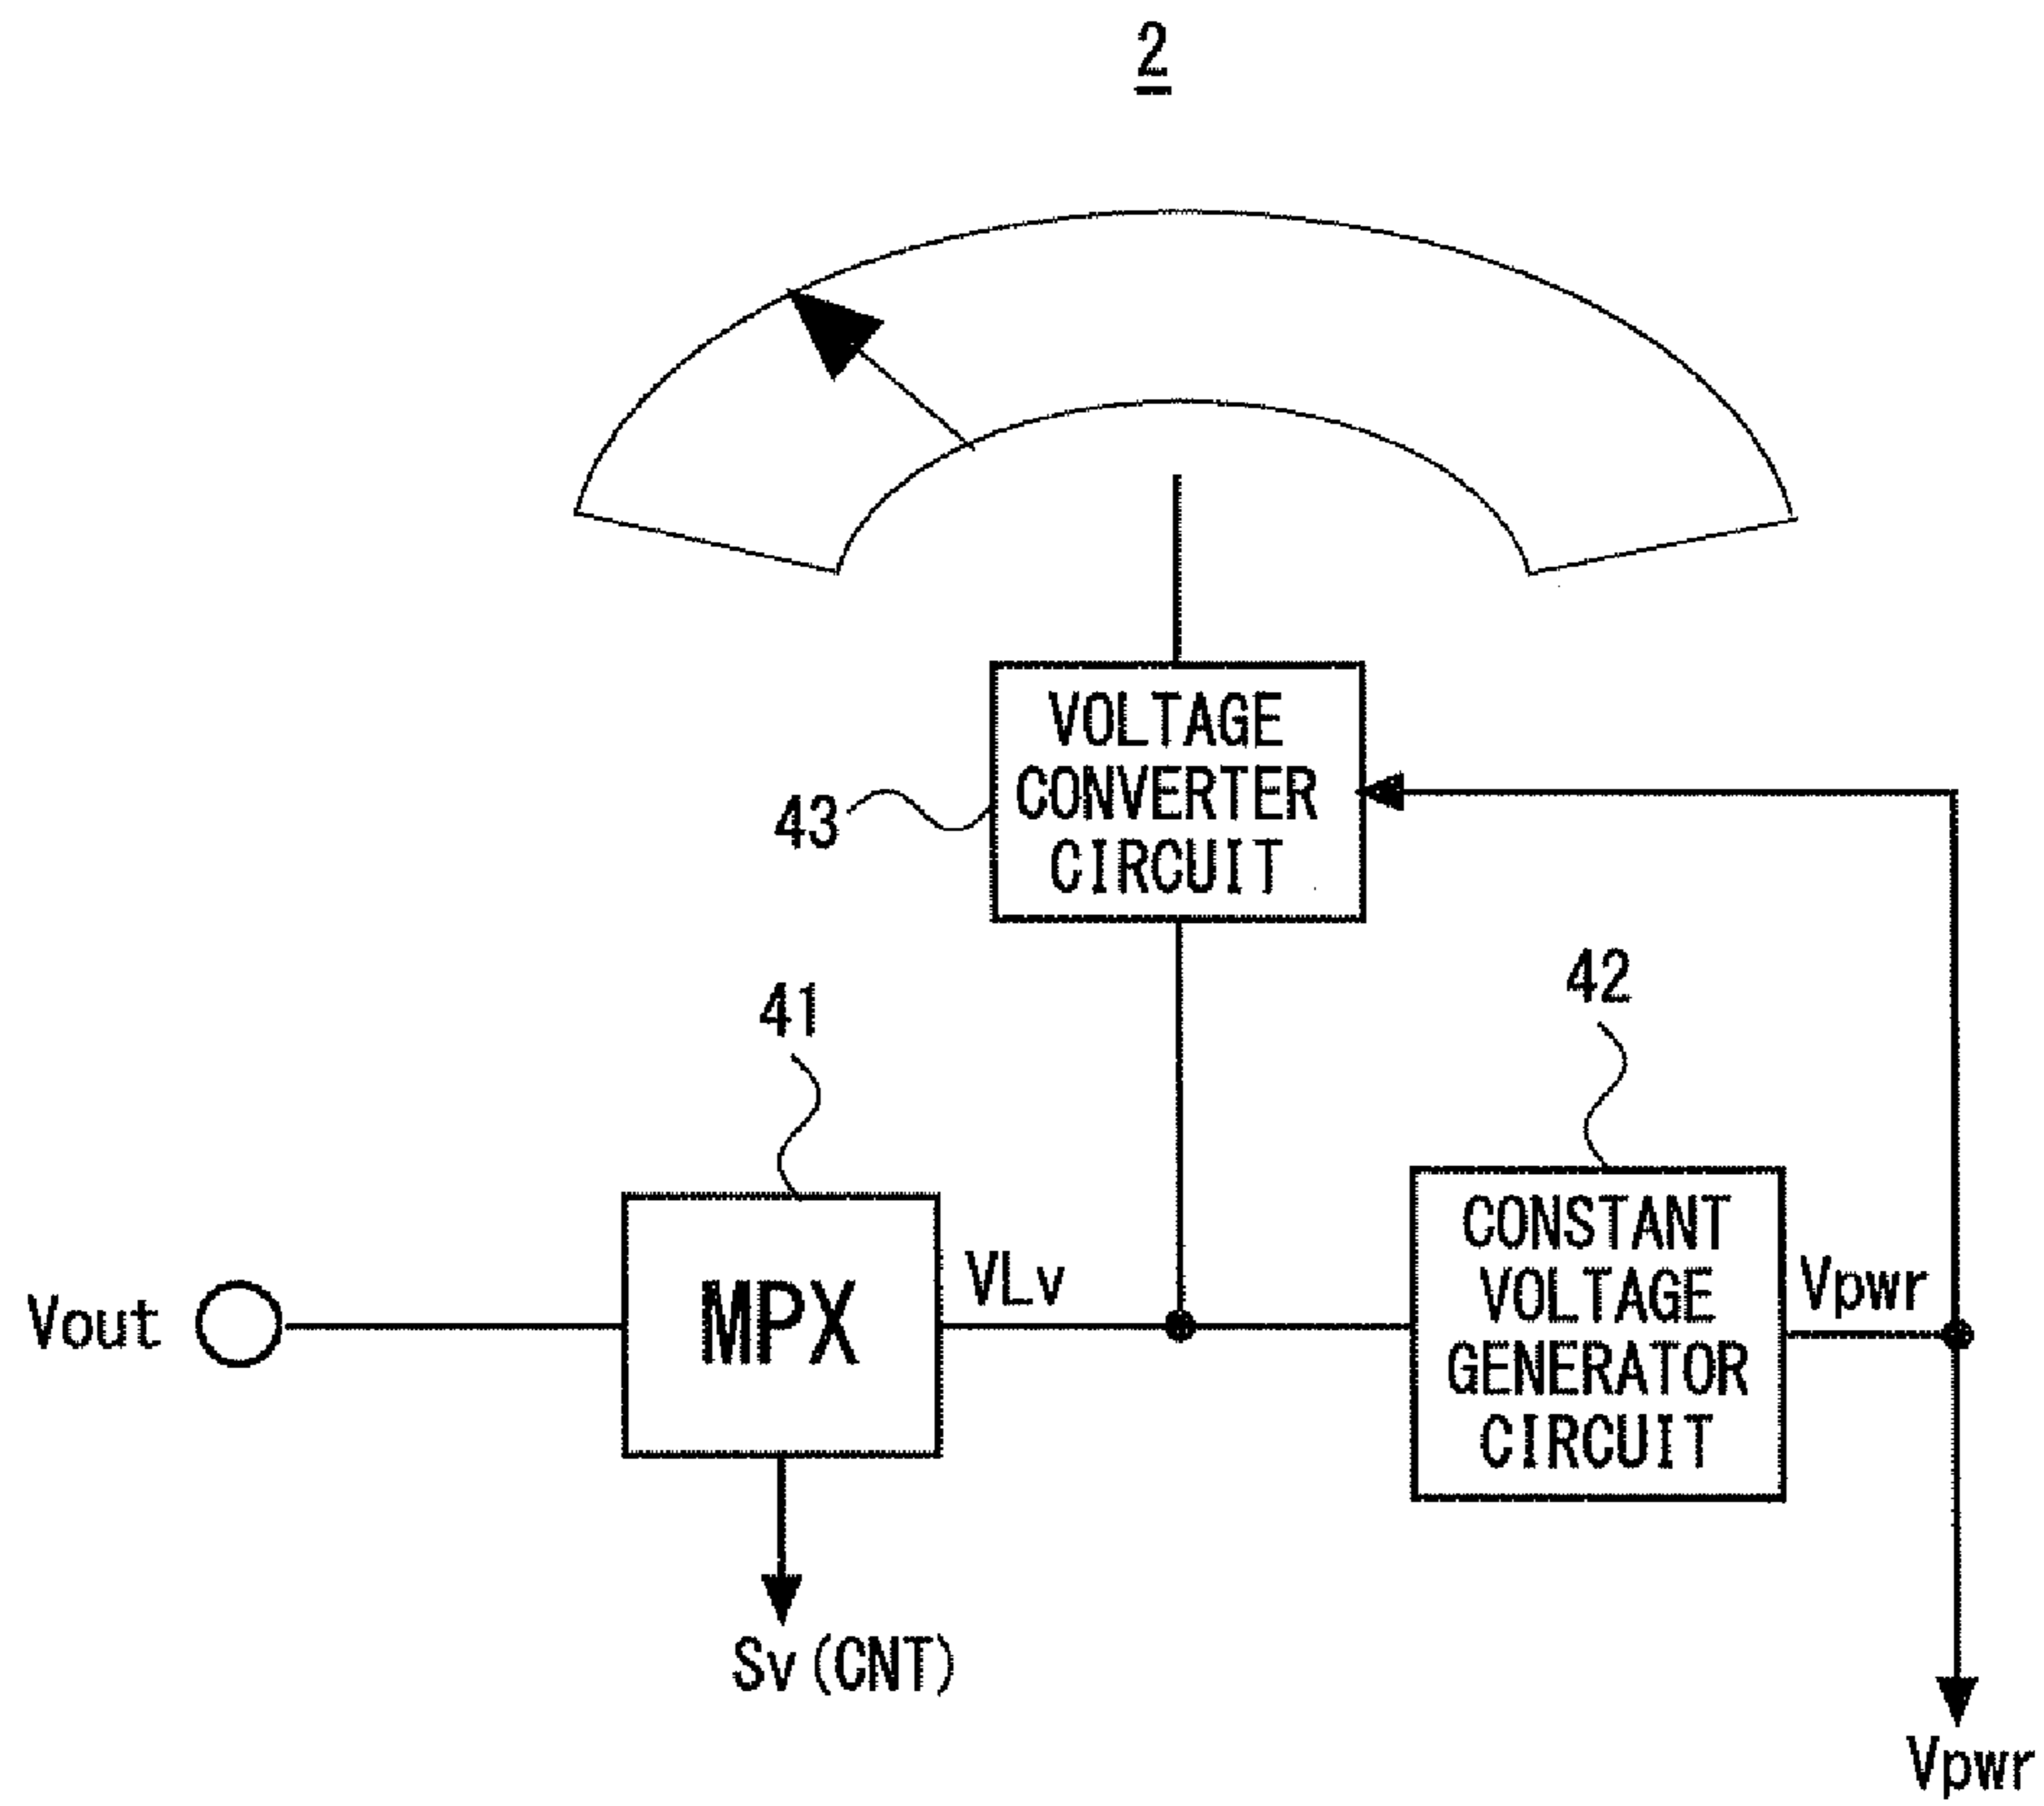 2
VOLTAGE
CONVERTER
CIRCUIT
43
42
41
CONSTANT
VOLTAGE
GENERATOR
CIRCUIT
Vout
MPX
VLv
Vpwr
Sv(CNT)
Vpwr